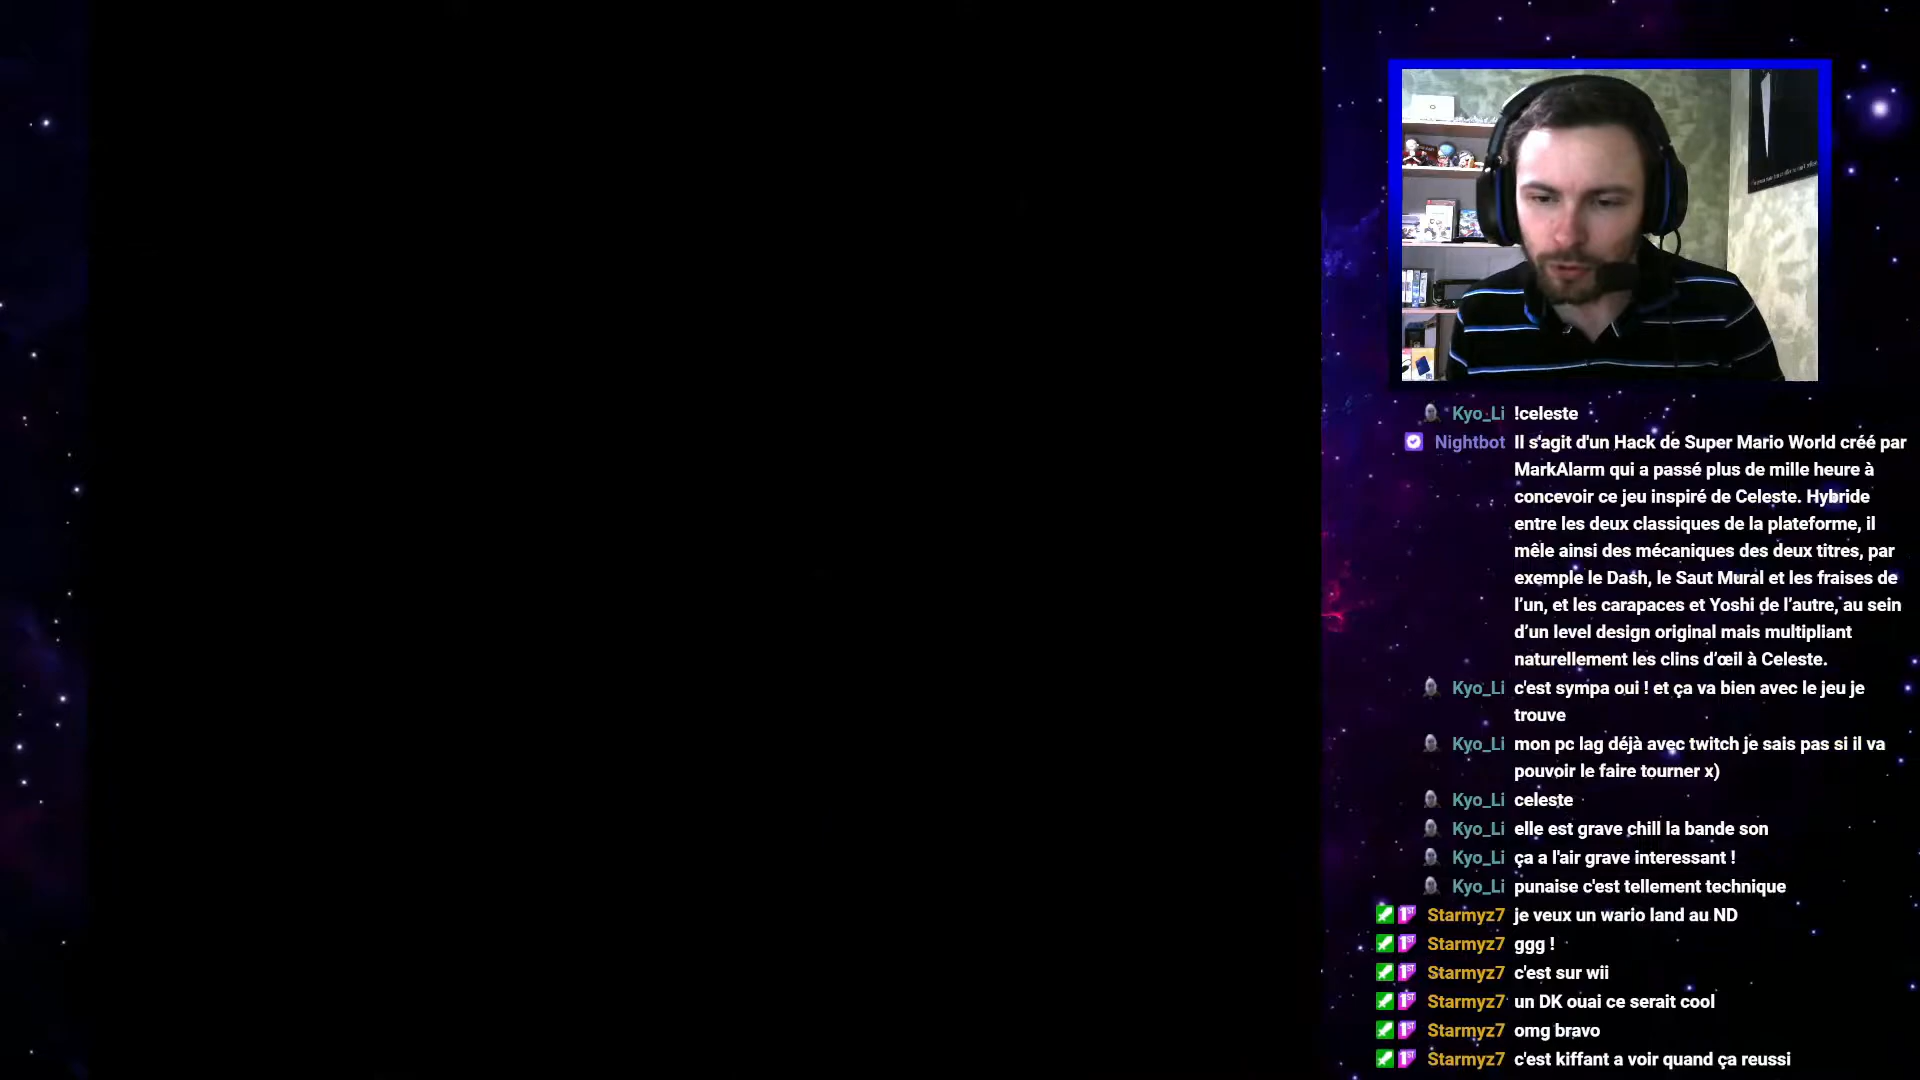 Kyo_Li !celeste
Nightbot Il s'agit d'un Hack de Super Mario World créé par
MarkAlarm qui a passé plus de mille heure à
concevoir ce jeu inspiré de Celeste. Hybride
entre les deux classiques de la plateforme, il
mêle ainsi des mécaniques des deux titres, par
exemple le Dash, le Saut Mural et les fraises de
l’un, et les carapaces et Yoshi de l’autre, au sein
d’un level design original mais multipliant
naturellement les clins d’œil à Celeste.
Kyo_Li c'est sympa oui ! et ça va bien avec le jeu je
trouve
Kyo_Li mon pc lag déjà avec twitch je sais pas si il va
pouvoir le faire tourner x)
Kyo_Li celeste
Kyo_Li elle est grave chill la bande son
Kyo_Li ça a l'air grave interessant !
Kyo_Li punaise c'est tellement technique
1ST Starmyz7 je veux un wario land au ND
1ST Starmyz7 ggg !
1ST Starmyz7 c'est sur wii
1ST Starmyz7 un DK ouai ce serait cool
1ST Starmyz7 omg bravo
1ST Starmyz7 c'est kiffant a voir quand ça reussi